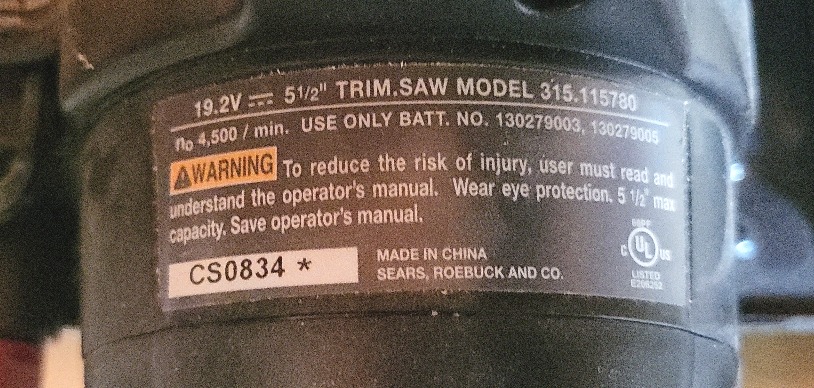 19.2V ⎓ 5 1/2" TRIM.SAW MODEL 315.115780
n₀ 4,500 / min. USE ONLY BATT. NO. 130279003, 130279005
⚠WARNING To reduce the risk of injury, user must read and
understand the operator's manual. Wear eye protection. 5 1/2" max
capacity. Save operator's manual.
CS0834 *
MADE IN CHINA
SEARS, ROEBUCK AND CO.
C UL US
LISTED